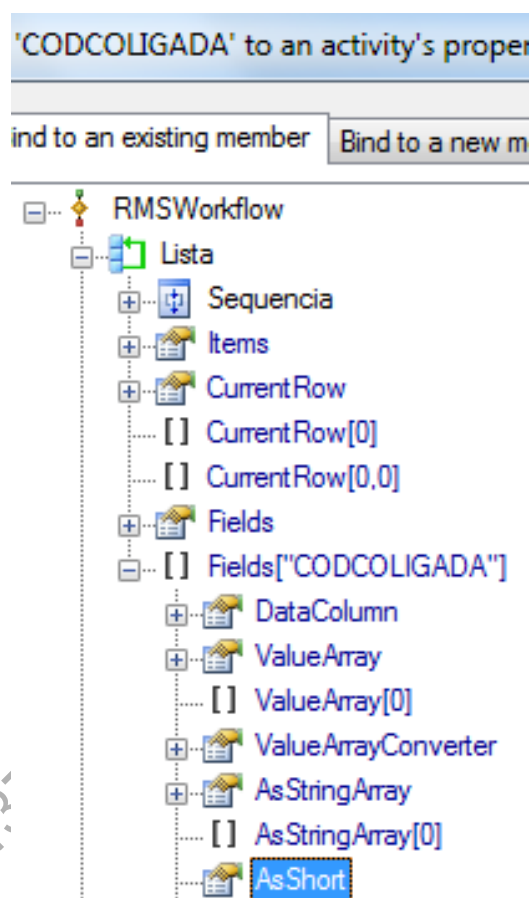 'CODCOLIGADA' to an activity's proper
ind to an existing member Bind to a new m
RMSWorkflow
Lista
Sequencia
Items
CurrentRow
[ ] CurrentRow[0]
[ ] CurrentRow[0,0]
Fields
[ ] Fields["CODCOLIGADA"]
DataColumn
ValueArray
[ ] ValueArray[0]
ValueArrayConverter
AsStringArray
[ ] AsStringArray[0]
AsShort